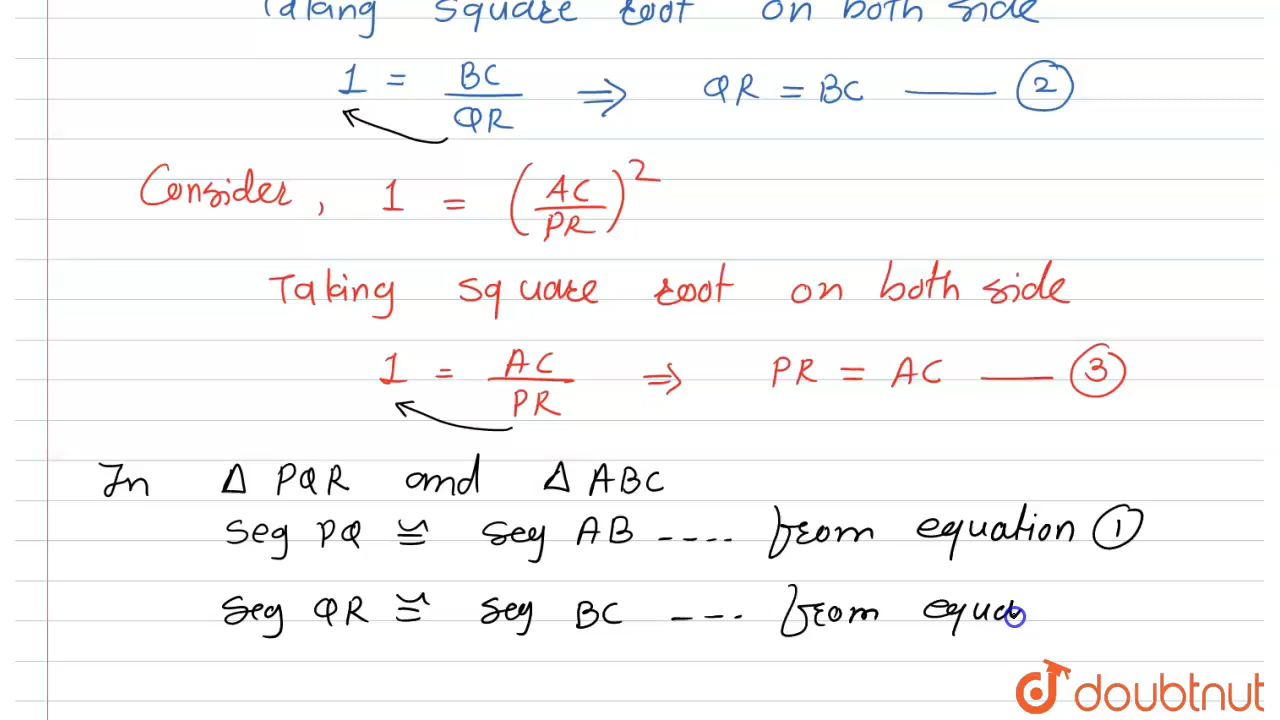 Taking square root on both side
1 = BC/QR ⇒ QR = BC —— ②
Consider, 1 = (AC/PR)²
Taking square root on both side
1 = AC/PR ⇒ PR = AC —— ③
In Δ PQR and Δ ABC
seg PQ ≅ seg AB ---- from equation ①
seg QR ≅ seg BC ---- from equa
doubtnut